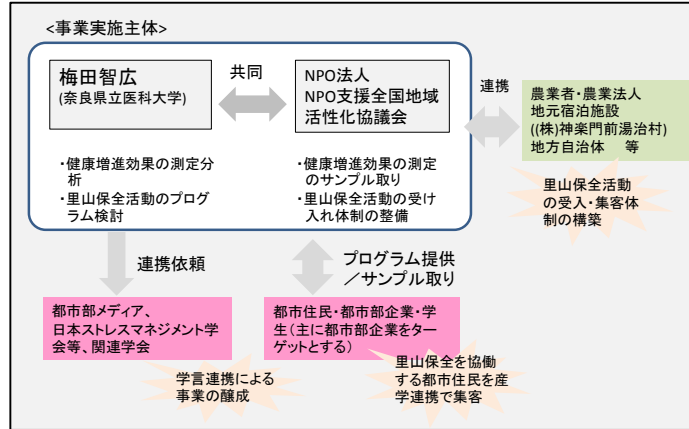 <事業実施主体>
梅田智広
(奈良県立医科大学)
共同
NPO法人
NPO支援全国地域
活性化協議会
連携
農業者・農業法人
地元宿泊施設
((株)神楽門前湯治村)
地方自治体　等
・健康増進効果の測定分
析
・里山保全活動のプログ
ラム検討
・健康増進効果の測定
のサンプル取り
・里山保全活動の受け
入れ体制の整備
里山保全活動
の受入・集客体
制の構築
連携依頼
プログラム提供
／サンプル取り
都市部メディア、
日本ストレスマネジメント学
会等、関連学会
都市住民・都市部企業・学
生(主に都市部企業をター
ゲットとする)
学言連携による
事業の醸成
里山保全を協働
する都市住民を産
学連携で集客